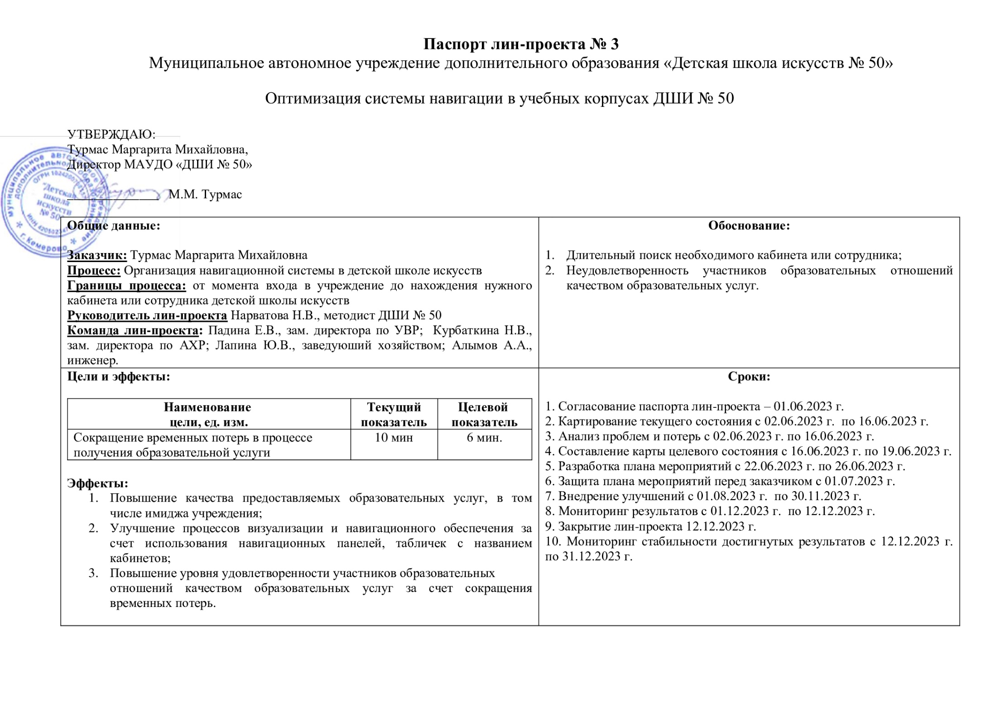 Паспорт лин-проекта № 3
Муниципальное автономное учреждение дополнительного образования «Детская школа искусств № 50»
Оптимизация системы навигации в учебных корпусах ДШИ № 50
УТВЕРЖДАЮ:
Турмас Маргарита Михайловна,
Директор МАУДО «ДШИ № 50»
_______________ М.М. Турмас
муниципальное автономное учреждение
дополнительного образования
"Детская
школа
искусств
№ 50"
* г. Кемерово *
Общие данные:
Заказчик: Турмас Маргарита Михайловна
Процесс: Организация навигационной системы в детской школе искусств
Границы процесса: от момента входа в учреждение до нахождения нужного
кабинета или сотрудника детской школы искусств
Руководитель лин-проекта Нарватова Н.В., методист ДШИ № 50
Команда лин-проекта: Падина Е.В., зам. директора по УВР; Курбаткина Н.В.,
зам. директора по АХР; Лапина Ю.В., заведуюший хозяйством; Алымов А.А.,
инженер.
Обоснование:
1. Длительный поиск необходимого кабинета или сотрудника;
2. Неудовлетворенность участников образовательных отношений
качеством образовательных услуг.
Цели и эффекты:
Наименование
цели, ед. изм.
Текущий
показатель
Целевой
показатель
Сокращение временных потерь в процессе
получения образовательной услуги
10 мин
6 мин.
Эффекты:
1. Повышение качества предоставляемых образовательных услуг, в том
числе имиджа учреждения;
2. Улучшение процессов визуализации и навигационного обеспечения за
счет использования навигационных панелей, табличек с названием
кабинетов;
3. Повышение уровня удовлетворенности участников образовательных
отношений качеством образовательных услуг за счет сокращения
временных потерь.
Сроки:
1. Согласование паспорта лин-проекта – 01.06.2023 г.
2. Картирование текущего состояния с 02.06.2023 г. по 16.06.2023 г.
3. Анализ проблем и потерь с 02.06.2023 г. по 16.06.2023 г.
4. Составление карты целевого состояния с 16.06.2023 г. по 19.06.2023 г.
5. Разработка плана мероприятий с 22.06.2023 г. по 26.06.2023 г.
6. Защита плана мероприятий перед заказчиком с 01.07.2023 г.
7. Внедрение улучшений с 01.08.2023 г. по 30.11.2023 г.
8. Мониторинг результатов с 01.12.2023 г. по 12.12.2023 г.
9. Закрытие лин-проекта 12.12.2023 г.
10. Мониторинг стабильности достигнутых результатов с 12.12.2023 г.
по 31.12.2023 г.